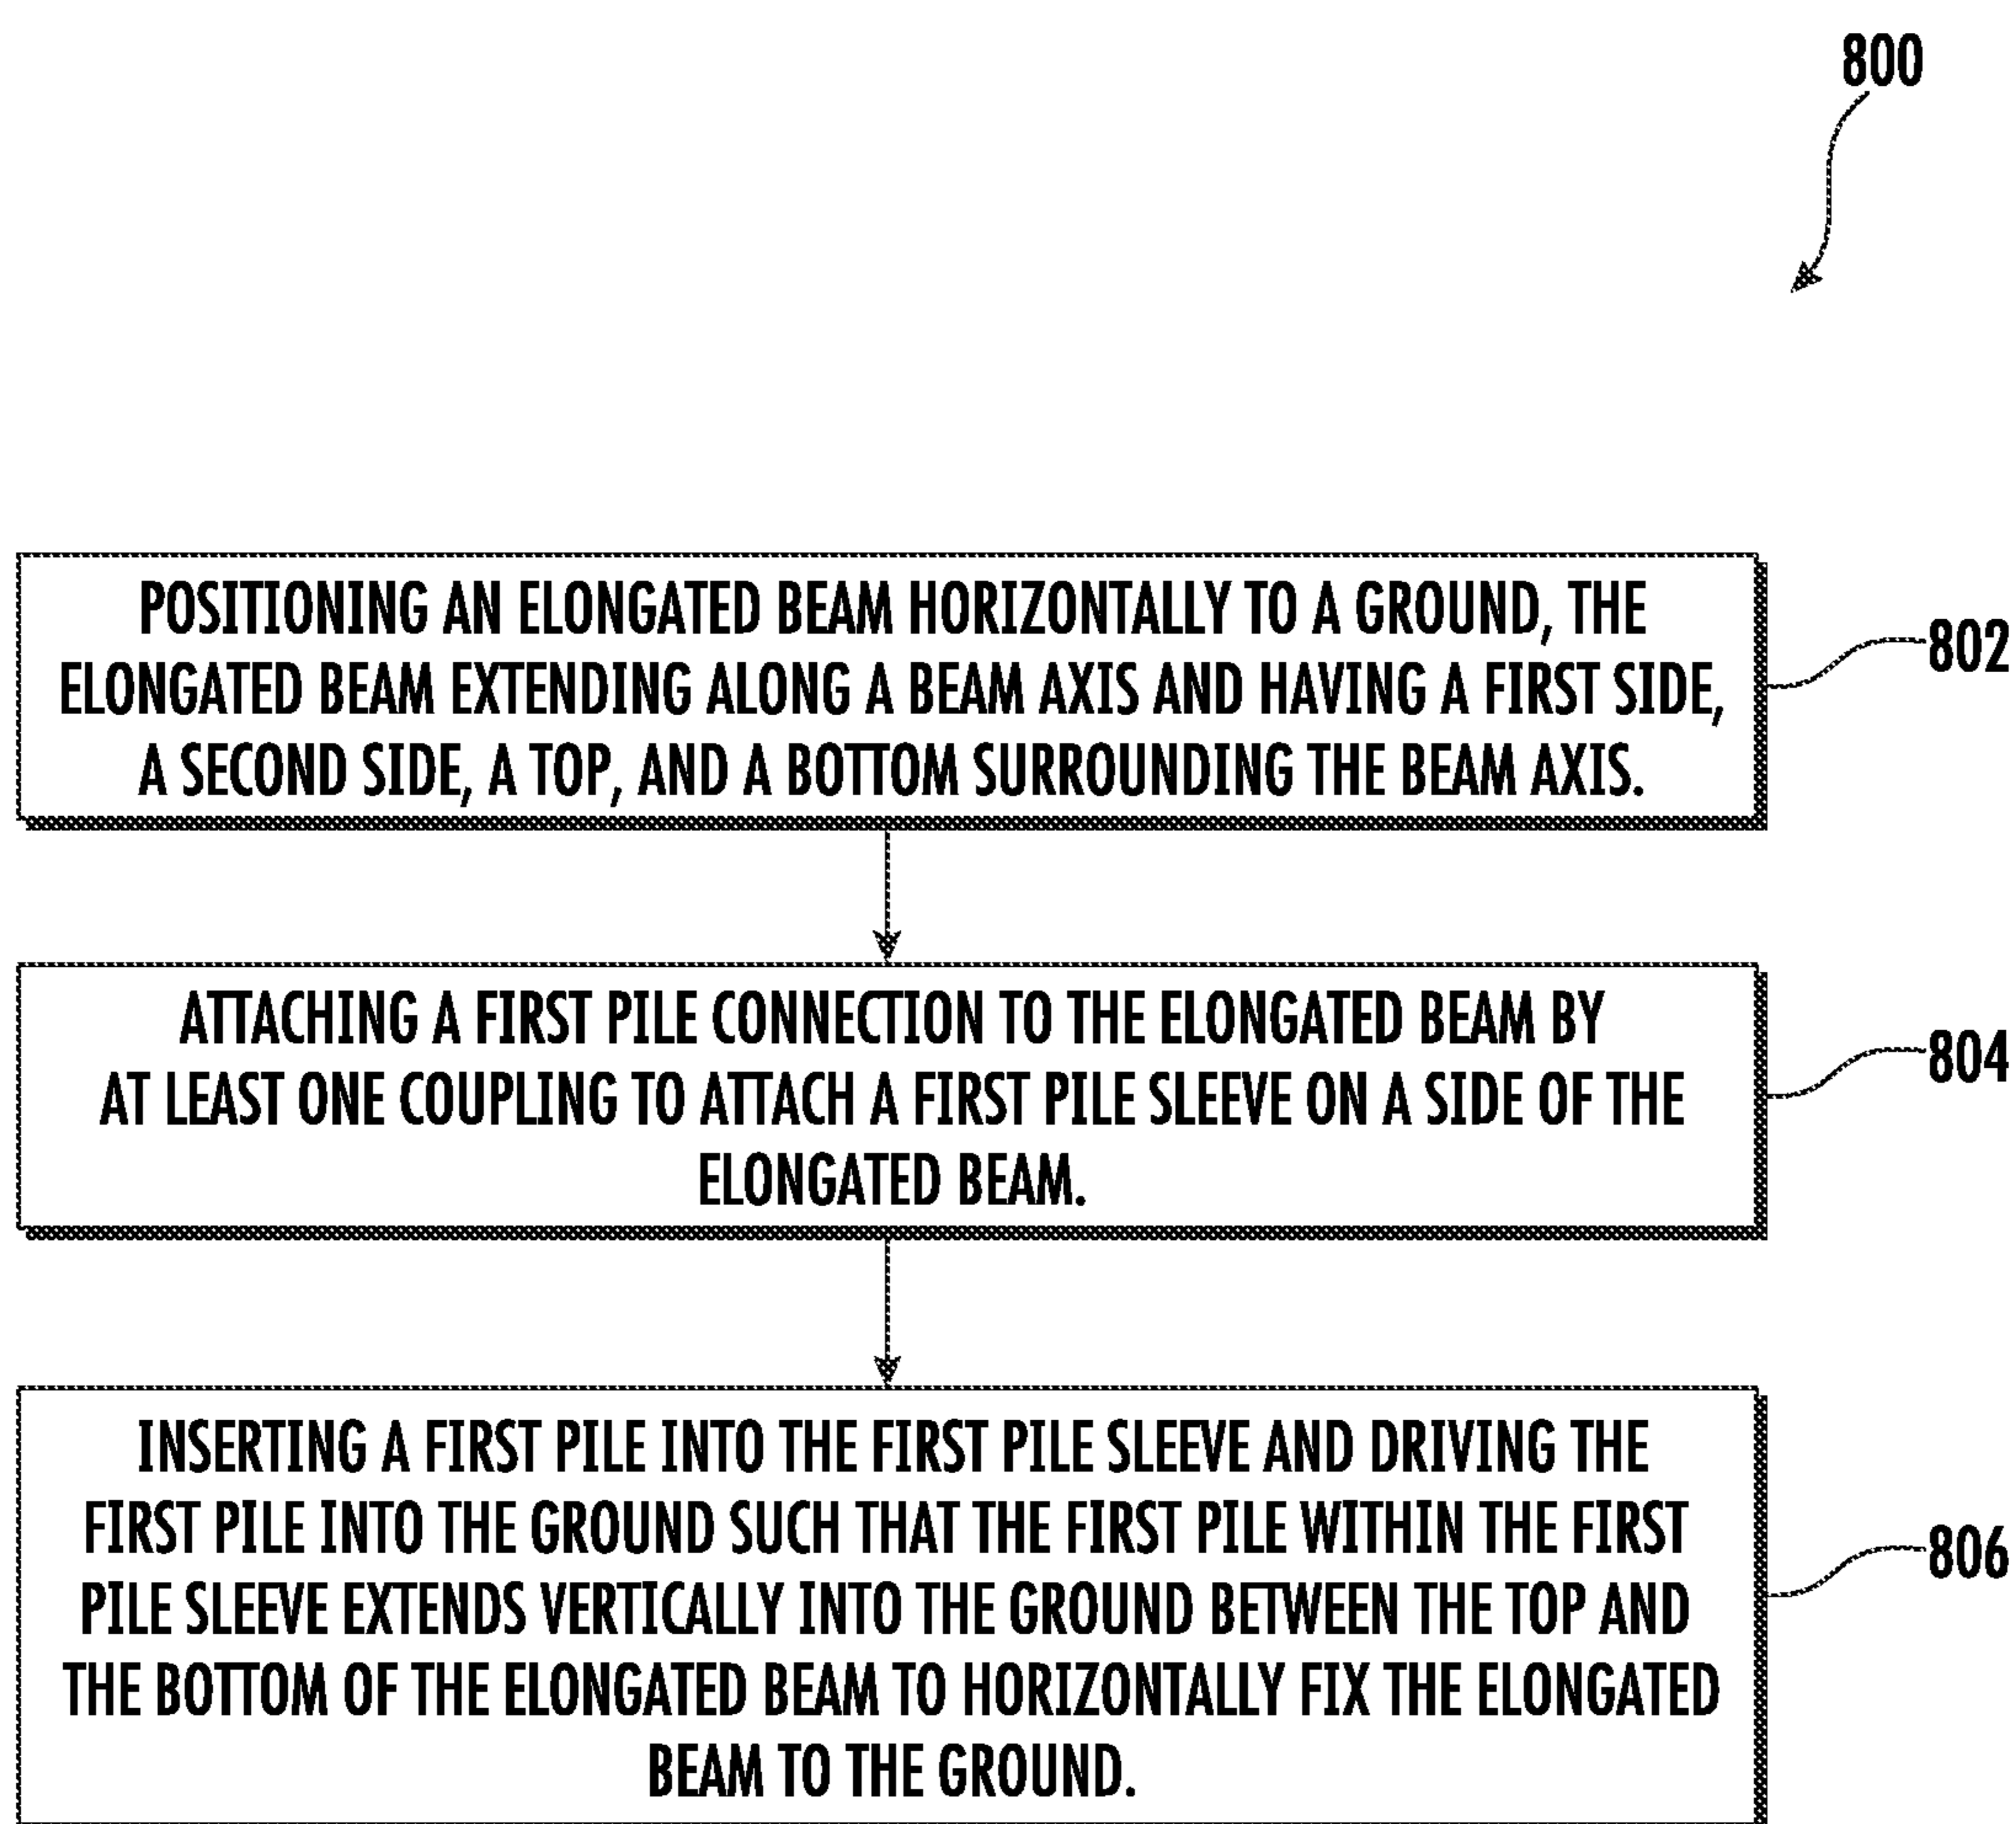 800
POSITIONING AN ELONGATED BEAM HORIZONTALLY TO A GROUND, THE
ELONGATED BEAM EXTENDING ALONG A BEAM AXIS AND HAVING A FIRST SIDE,
A SECOND SIDE, A TOP, AND A BOTTOM SURROUNDING THE BEAM AXIS.
802
ATTACHING A FIRST PILE CONNECTION TO THE ELONGATED BEAM BY
AT LEAST ONE COUPLING TO ATTACH A FIRST PILE SLEEVE ON A SIDE OF THE
ELONGATED BEAM.
804
INSERTING A FIRST PILE INTO THE FIRST PILE SLEEVE AND DRIVING THE
FIRST PILE INTO THE GROUND SUCH THAT THE FIRST PILE WITHIN THE FIRST
PILE SLEEVE EXTENDS VERTICALLY INTO THE GROUND BETWEEN THE TOP AND
THE BOTTOM OF THE ELONGATED BEAM TO HORIZONTALLY FIX THE ELONGATED
BEAM TO THE GROUND.
806